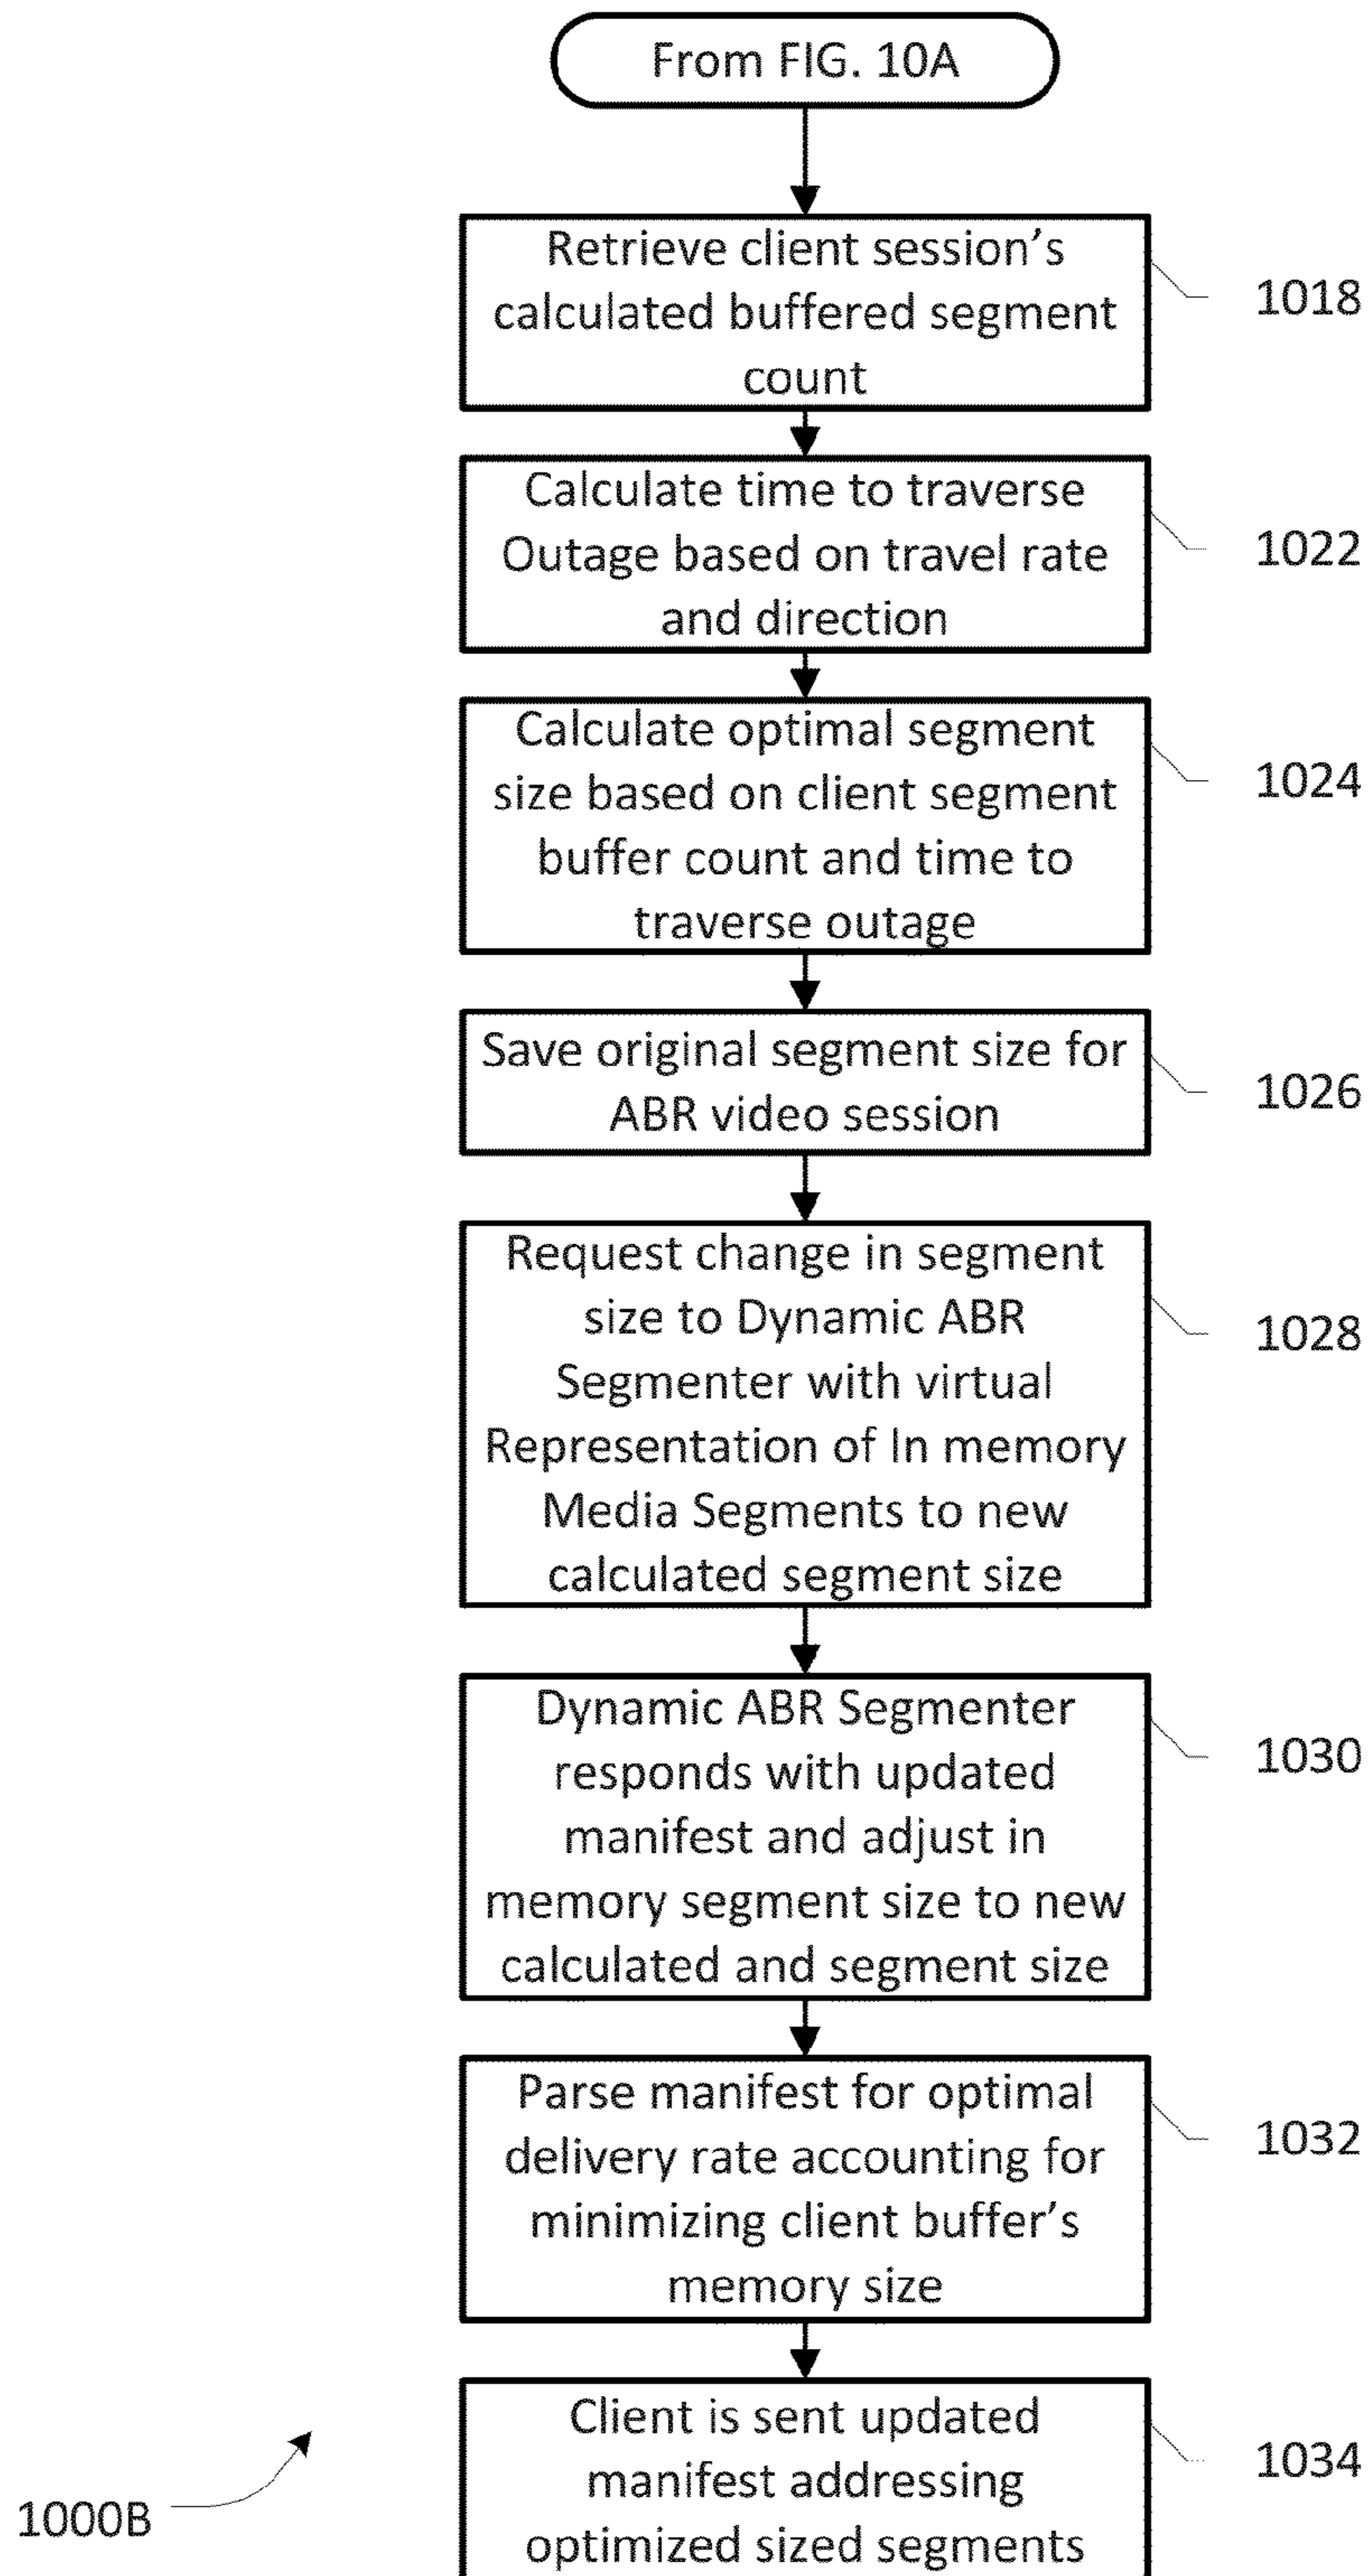 From FIG. 10A
Retrieve client session’s
calculated buffered segment
count
1018
Calculate time to traverse
Outage based on travel rate
and direction
1022
Calculate optimal segment
size based on client segment
buffer count and time to
traverse outage
1024
Save original segment size for
ABR video session
1026
Request change in segment
size to Dynamic ABR
Segmenter with virtual
Representation of In memory
Media Segments to new
calculated segment size
1028
Dynamic ABR Segmenter
responds with updated
manifest and adjust in
memory segment size to new
calculated and segment size
1030
Parse manifest for optimal
delivery rate accounting for
minimizing client buffer’s
memory size
1032
Client is sent updated
manifest addressing
optimized sized segments
1034
1000B